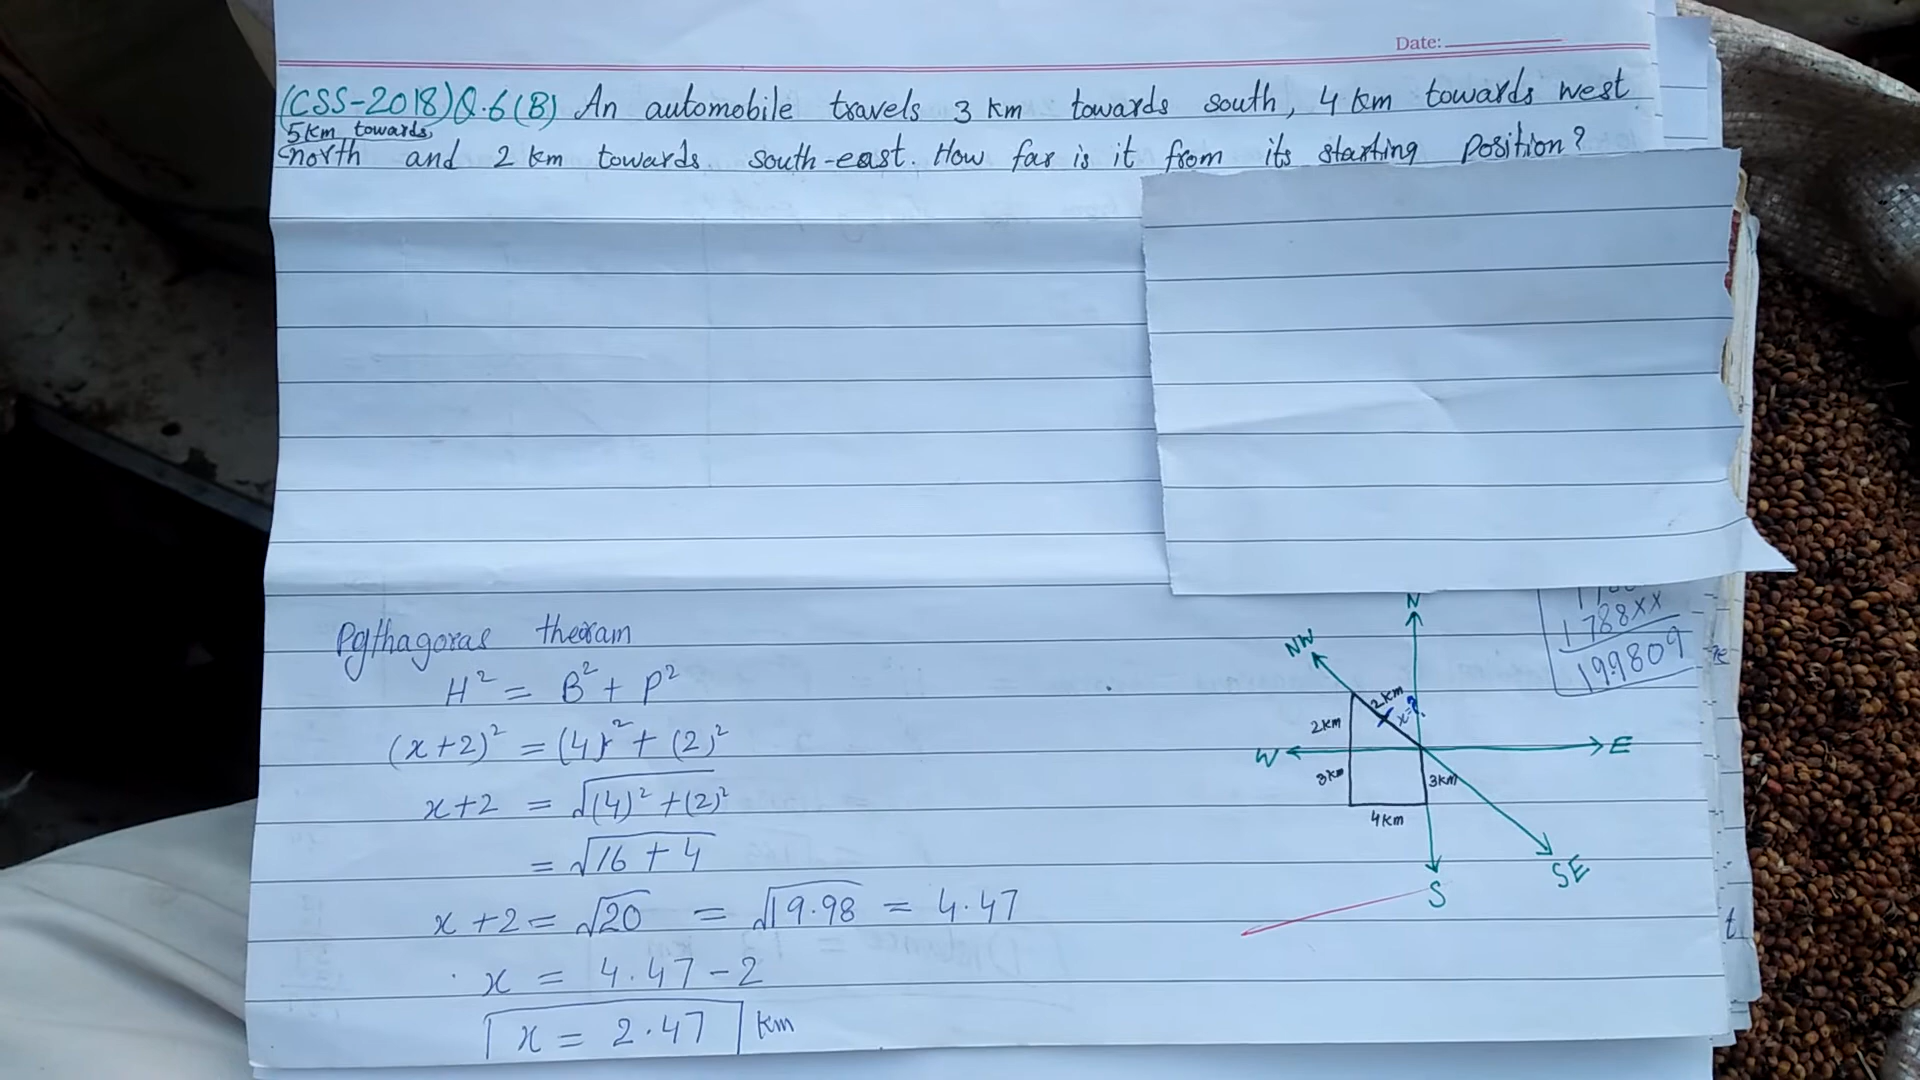 Date:
(CSS-2018) Q.6(B) An automobile travels 3 km towards south, 4 km towards west
5km towards
north and 2 km towards south-east. How far is it from its starting position?
Pythagoras theoram
H² = B² + P²
(x+2)² = (4)² + (2)²
x+2 = √(4)² + (2)²
= √16 + 4
x + 2 = √20 = √19.98 = 4.47
x = 4.47 - 2
x = 2.47 km
N
NW
2km
x=?
2km
W
E
3km
3km
4km
SE
S
1788xx
199809
t